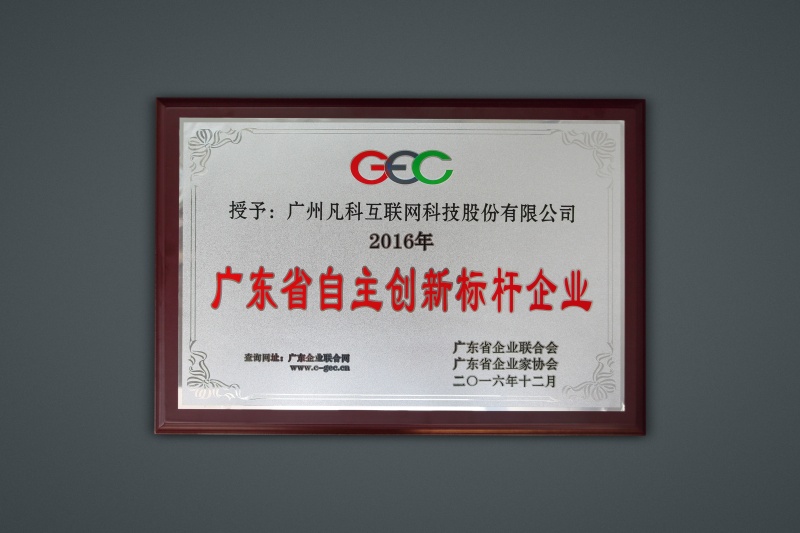 GEC
授予：广州凡科互联网科技股份有限公司
2016年
广东省自主创新标杆企业
查询网址：广东企业联合网
www.c-gec.cn
广东省企业联合会
广东省企业家协会
二〇一六年十二月